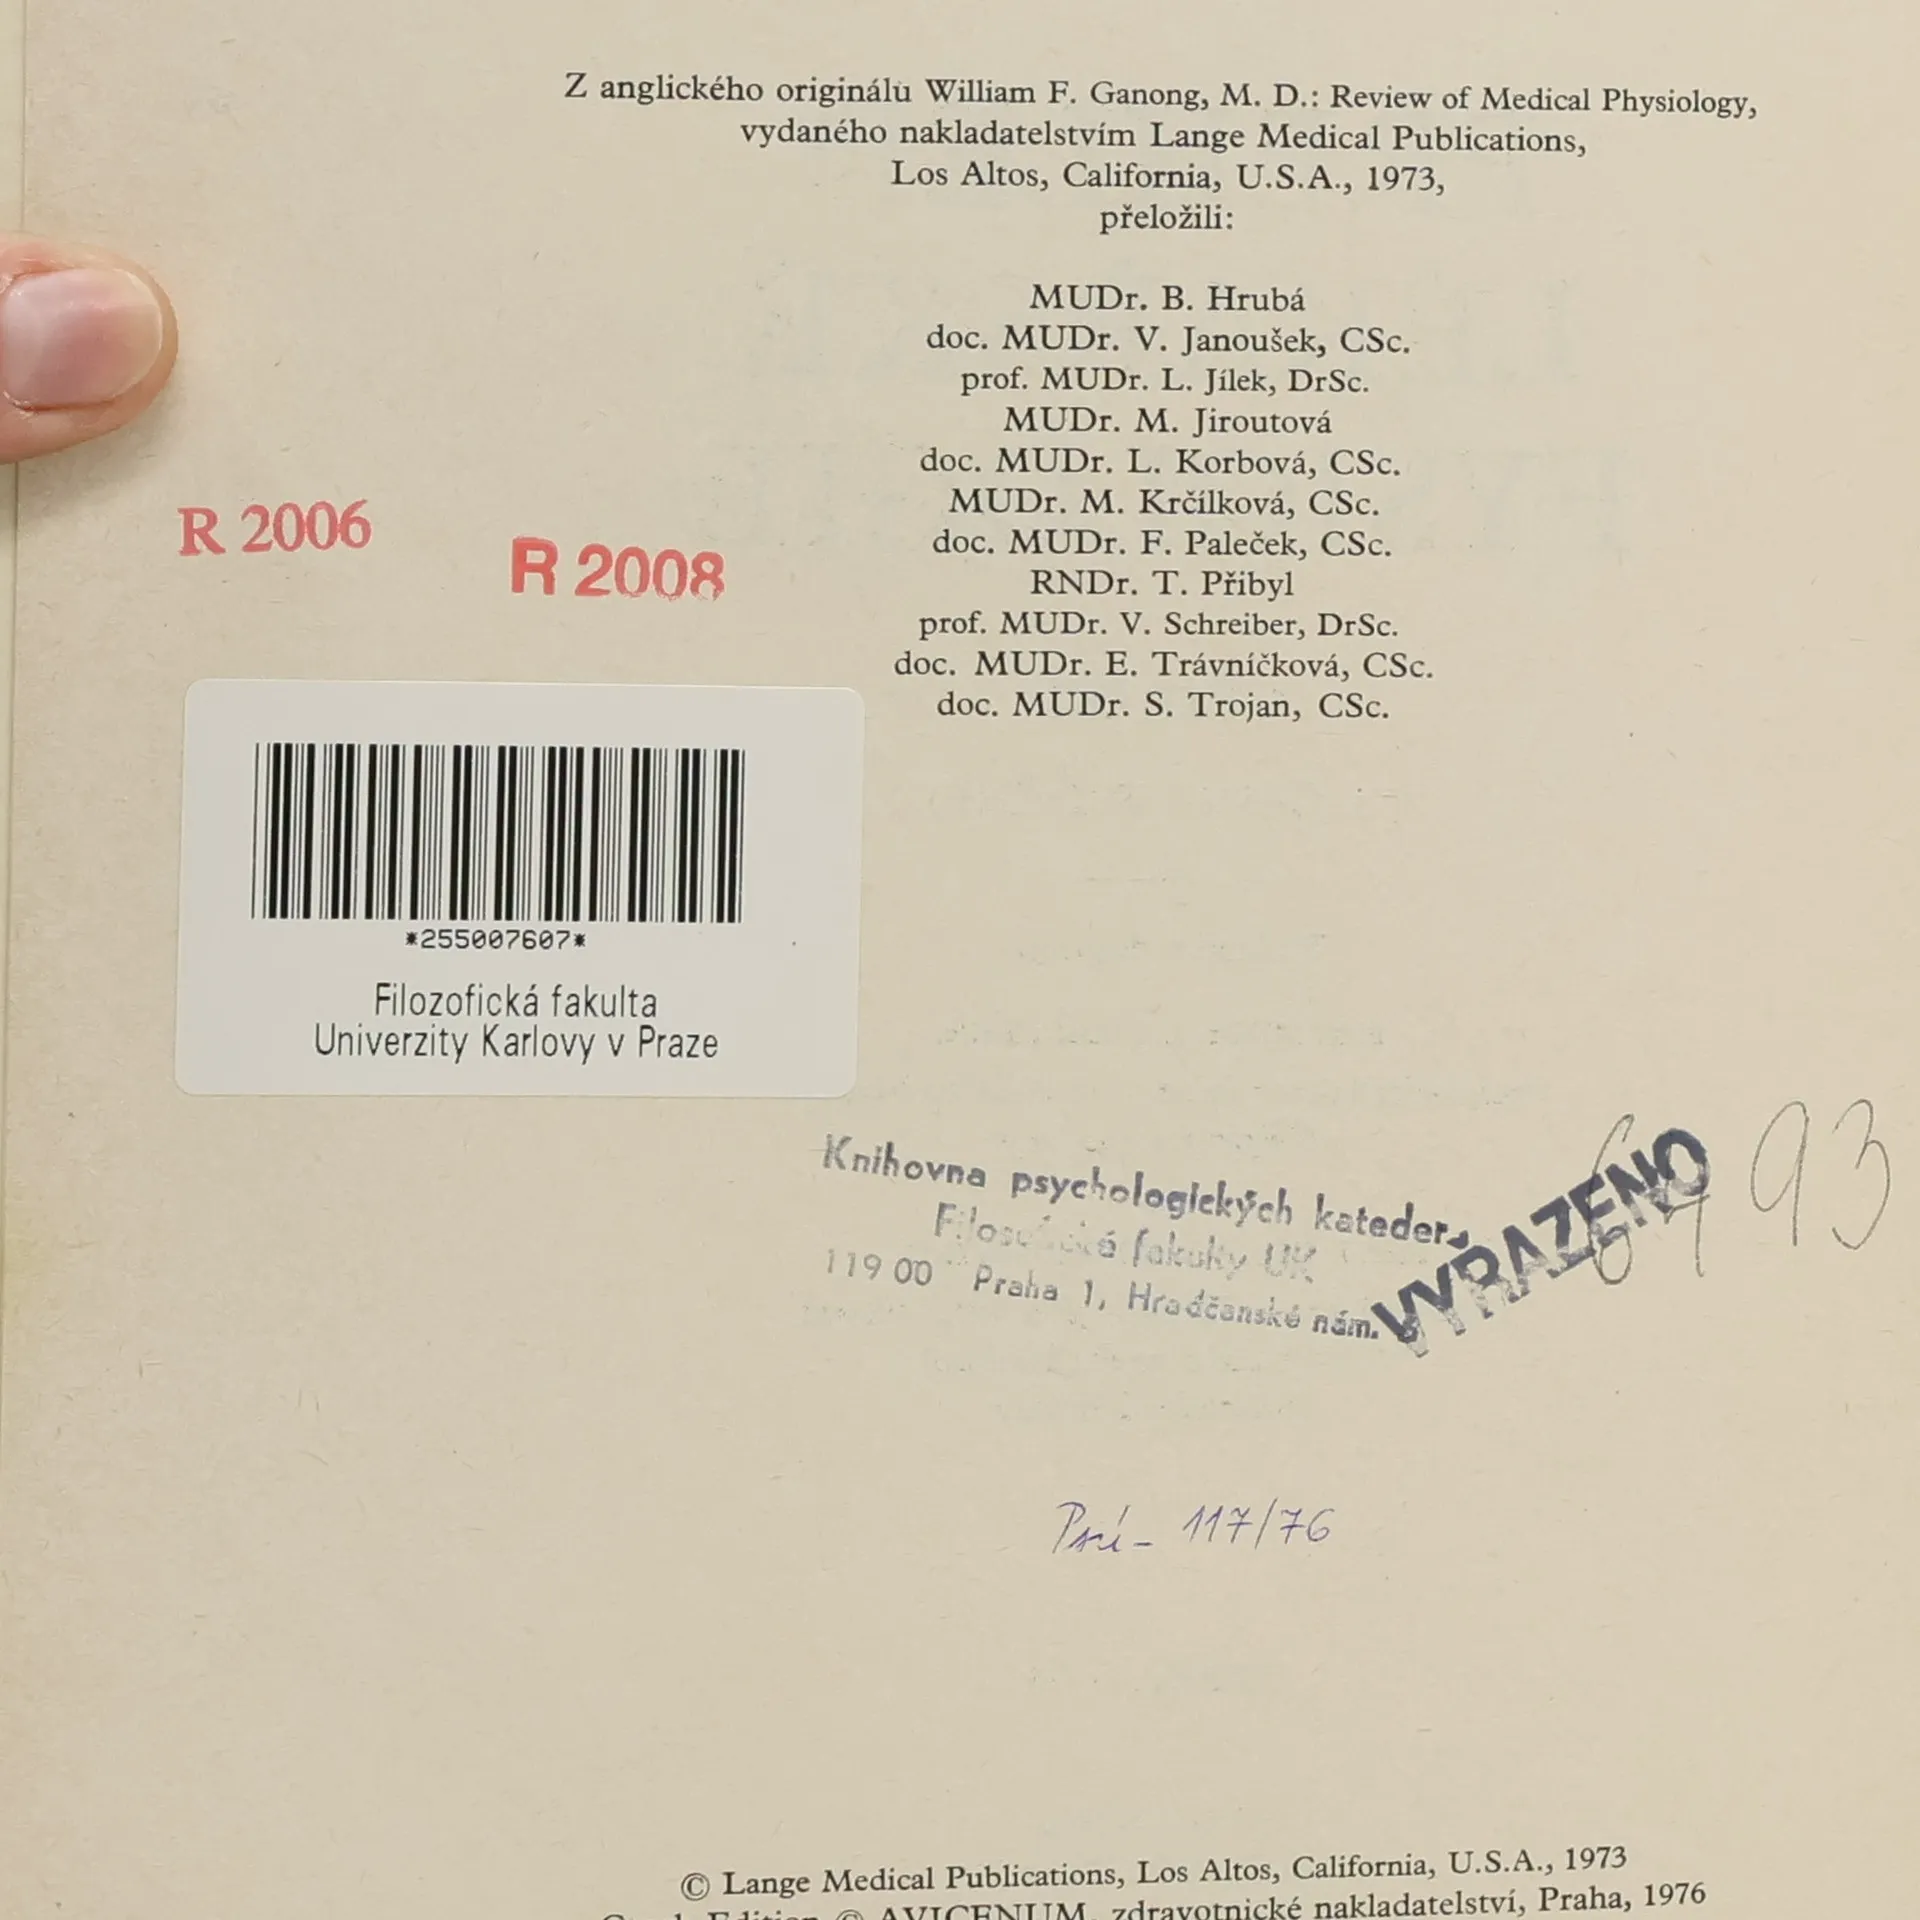 Z anglického originálu William F. Ganong, M. D.: Review of Medical Physiology,
vydaného nakladatelstvím Lange Medical Publications,
Los Altos, California, U.S.A., 1973,
přeložili:
MUDr. B. Hrubá
doc. MUDr. V. Janoušek, CSc.
prof. MUDr. L. Jílek, DrSc.
MUDr. M. Jiroutová
doc. MUDr. L. Korbová, CSc.
MUDr. M. Krčílková, CSc.
doc. MUDr. F. Paleček, CSc.
RNDr. T. Přibyl
prof. MUDr. V. Schreiber, DrSc.
doc. MUDr. E. Trávníčková, CSc.
doc. MUDr. S. Trojan, CSc.
R 2006
R 2008
*255007607*
Filozofická fakulta
Univerzity Karlovy v Praze
Knihovna psychologických kateder
fakulty UK
119 00 Praha 1, Hradčanské nám.
VYŘAZENO
93
117/76
© Lange Medical Publications, Los Altos, California, U.S.A., 1973
Edition © AVICENUM, zdravotnické nakladatelství, Praha, 1976